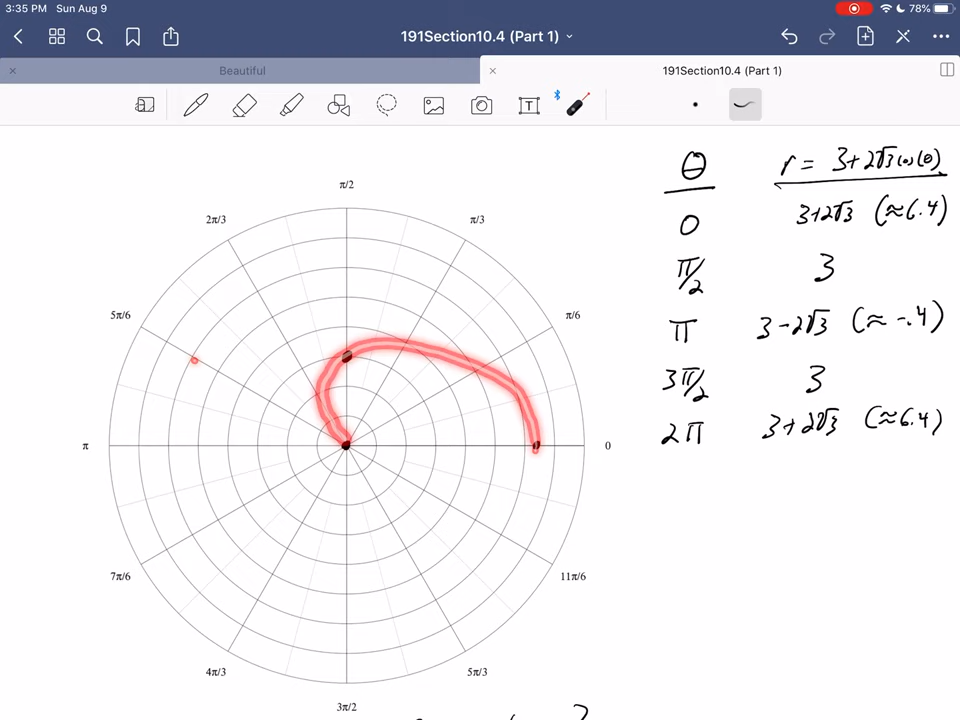 3:35 PM Sun Aug 9
78%
191Section10.4 (Part 1)
Beautiful
191Section10.4 (Part 1)
T
π/2
2π/3
π/3
5π/6
π/6
π
0
7π/6
11π/6
4π/3
5π/3
3π/2
θ r = 3+2√3 cos(θ)
0 3+2√3 (≈6.4)
π/2 3
π 3-2√3 (≈-.4)
3π/2 3
2π 3+2√3 (≈6.4)